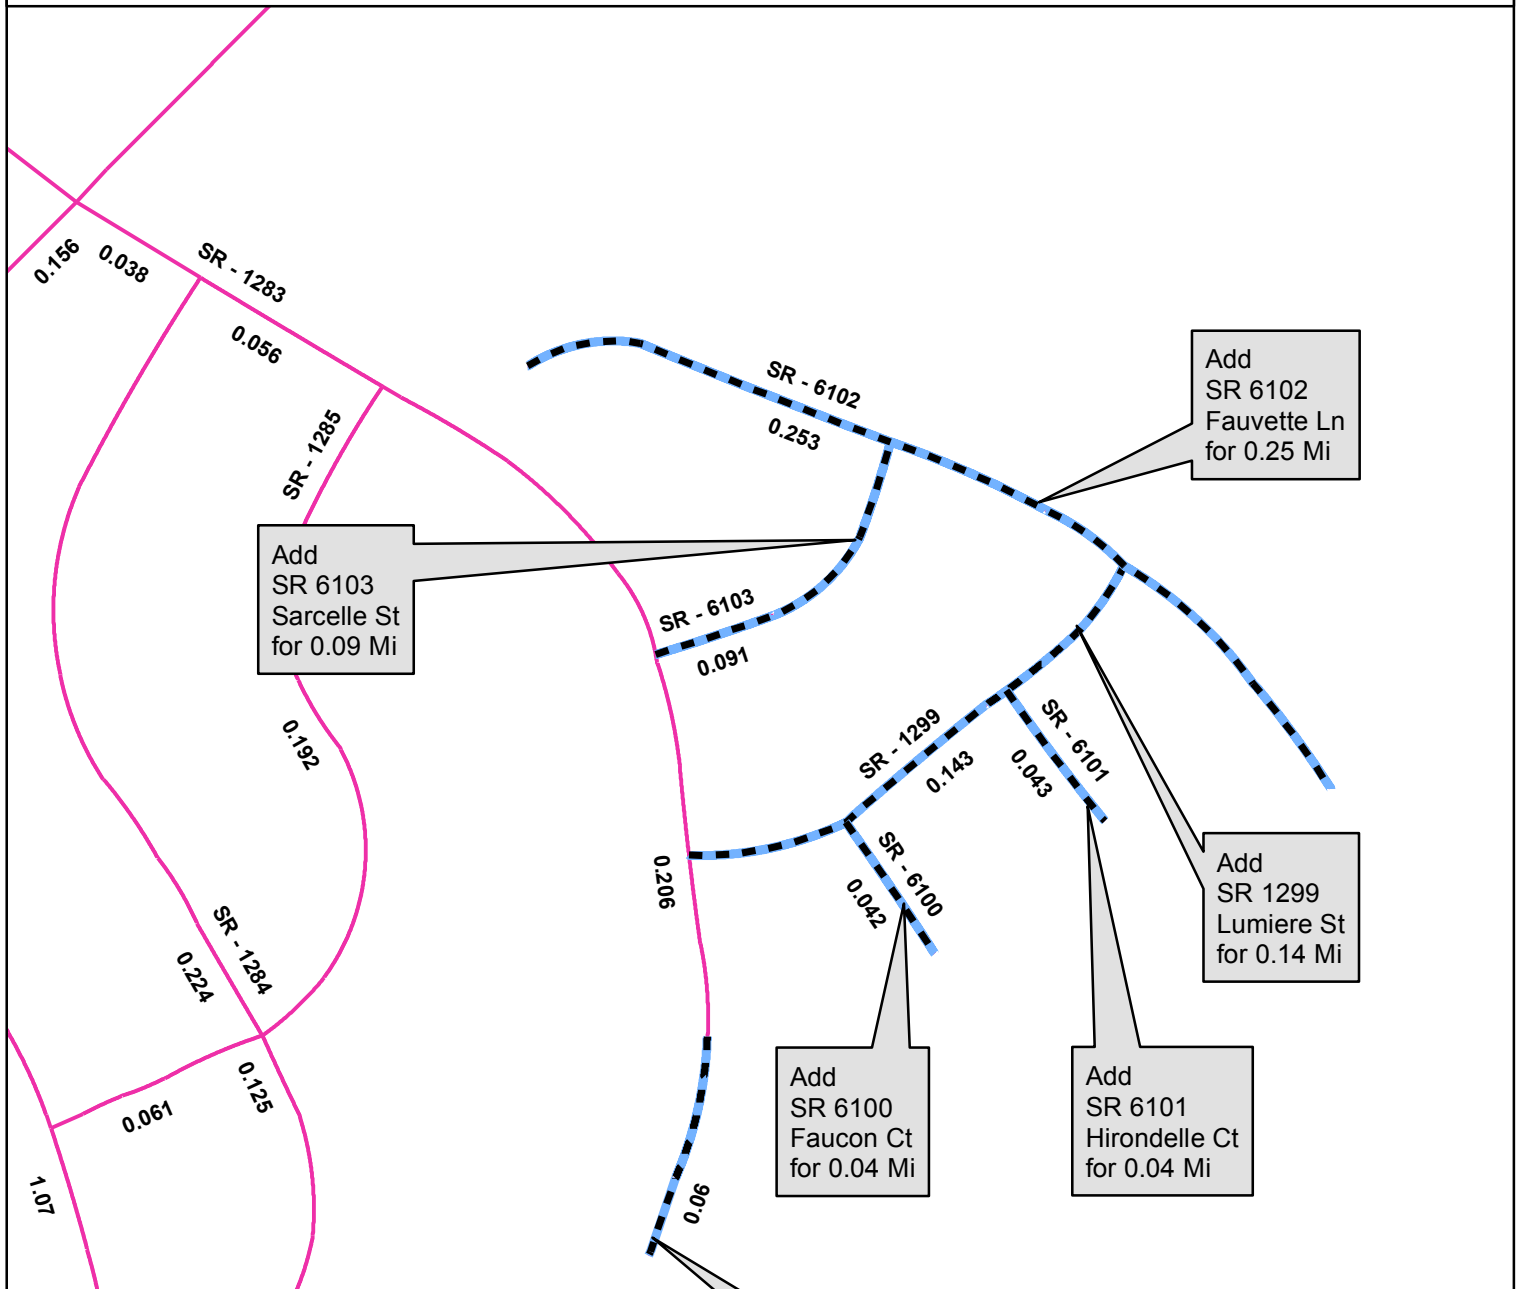 0.156
0.038
SR - 1283
0.056
SR - 1285
SR - 6102
0.253
Add
SR 6102
Fauvette Ln
for 0.25 Mi
Add
SR 6103
Sarcelle St
for 0.09 Mi
SR - 6103
0.091
0.192
SR - 1299
0.143
SR - 6101
0.043
SR - 6100
0.042
0.206
Add
SR 1299
Lumiere St
for 0.14 Mi
SR - 1284
0.224
0.125
0.061
1.07
0.06
Add
SR 6100
Faucon Ct
for 0.04 Mi
Add
SR 6101
Hirondelle Ct
for 0.04 Mi